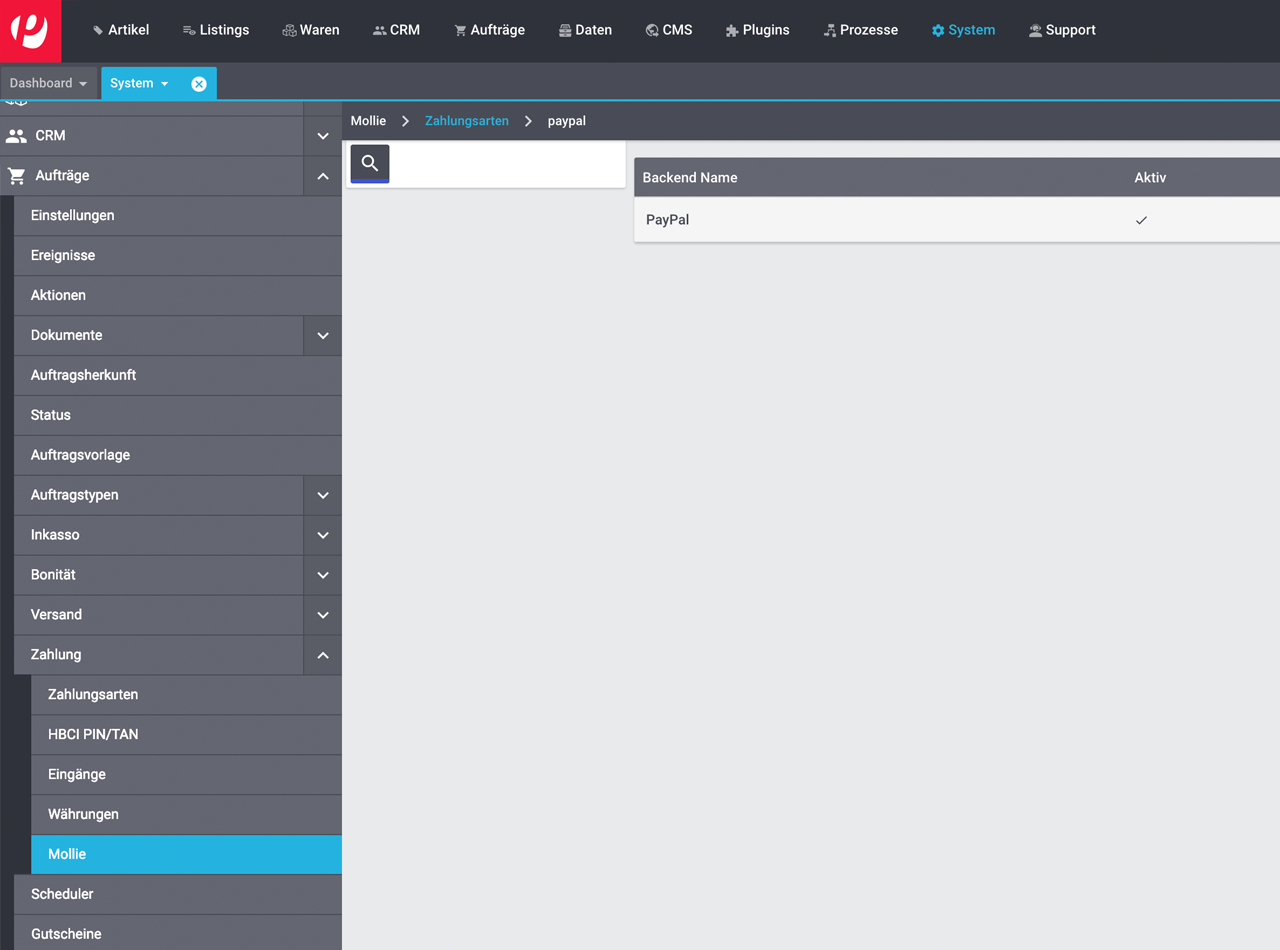 Artikel Listings Waren CRM Aufträge Daten CMS Plugins Prozesse System Support
Dashboard System
Mollie Zahlungsarten paypal
CRM
Aufträge
Einstellungen
Ereignisse
Aktionen
Dokumente
Auftragsherkunft
Status
Auftragsvorlage
Auftragstypen
Inkasso
Bonität
Versand
Zahlung
Zahlungsarten
HBCI PIN/TAN
Eingänge
Währungen
Mollie
Scheduler
Gutscheine
Backend Name Aktiv
PayPal